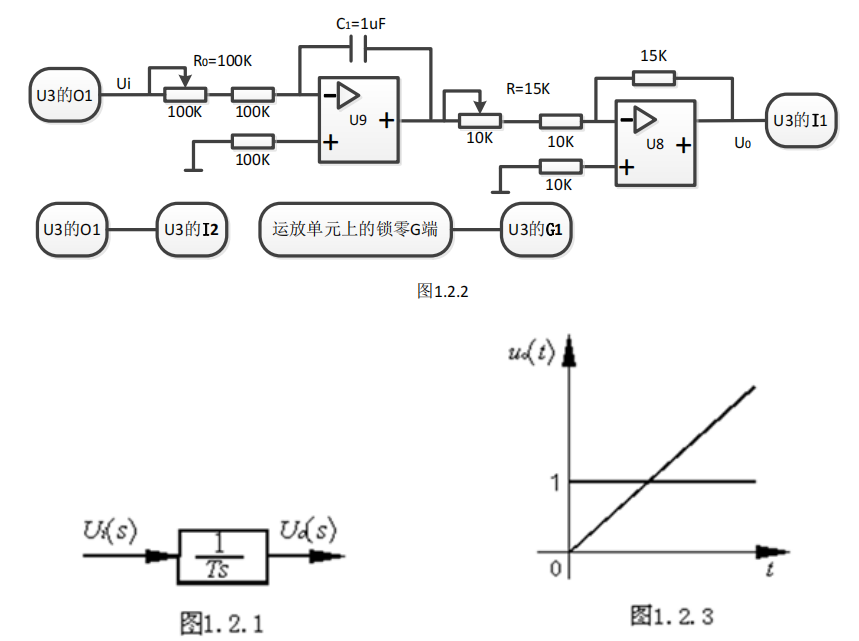 C₁=1uF
15K
R₀=100K
R=15K
U3的O1
Ui
100K
100K
U9
10K
10K
U8
U3的I1
Uo
100K
10K
U3的O1
U3的I2
运放单元上的锁零G端
U3的G1
图1.2.2
uₒ(t)
1
0
t
Uᵢ(s)
1
Ts
Uₒ(s)
图1.2.1
图1.2.3